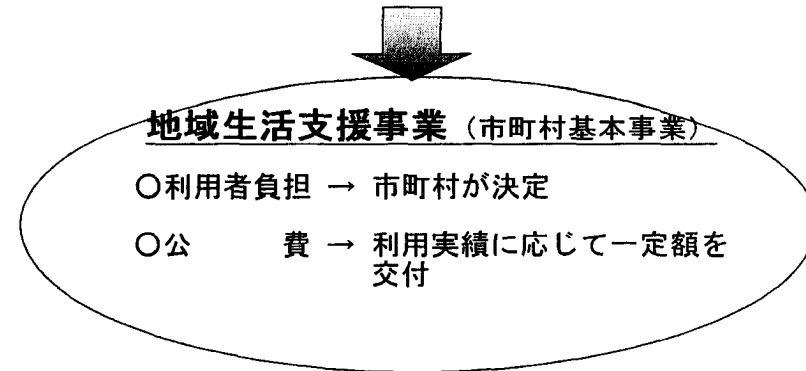 地域生活支援事業（市町村基本事業）
○利用者負担 → 市町村が決定
○公　　費 → 利用実績に応じて一定額を
交付